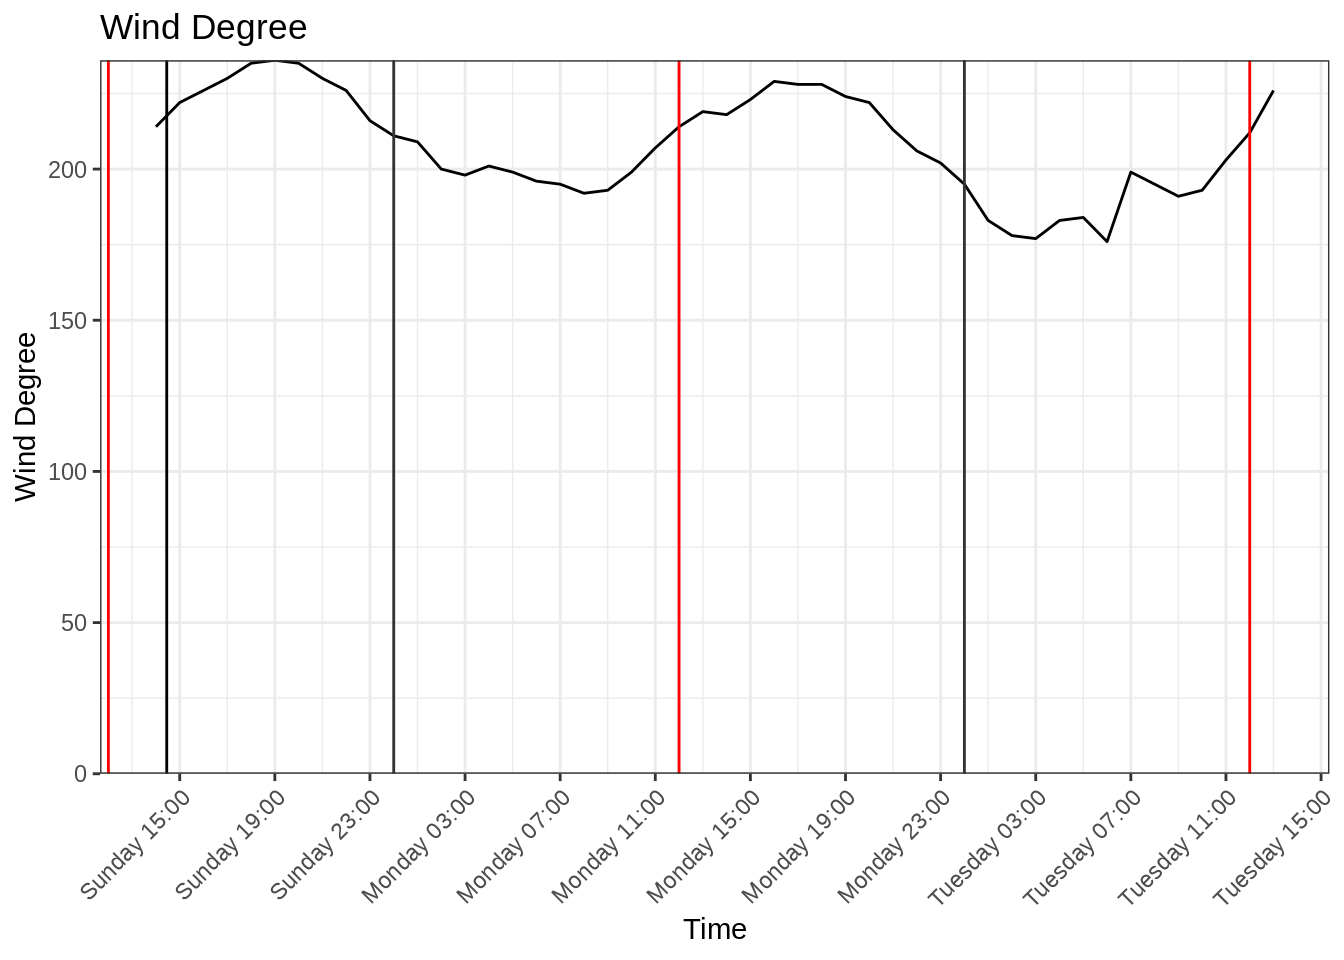 Wind Degree
Wind Degree
200
150
100
50
0
Sunday 15:00
Sunday 19:00
Sunday 23:00
Monday 03:00
Monday 07:00
Monday 11:00
Monday 15:00
Monday 19:00
Monday 23:00
Tuesday 03:00
Tuesday 07:00
Tuesday 11:00
Tuesday 15:00
Time